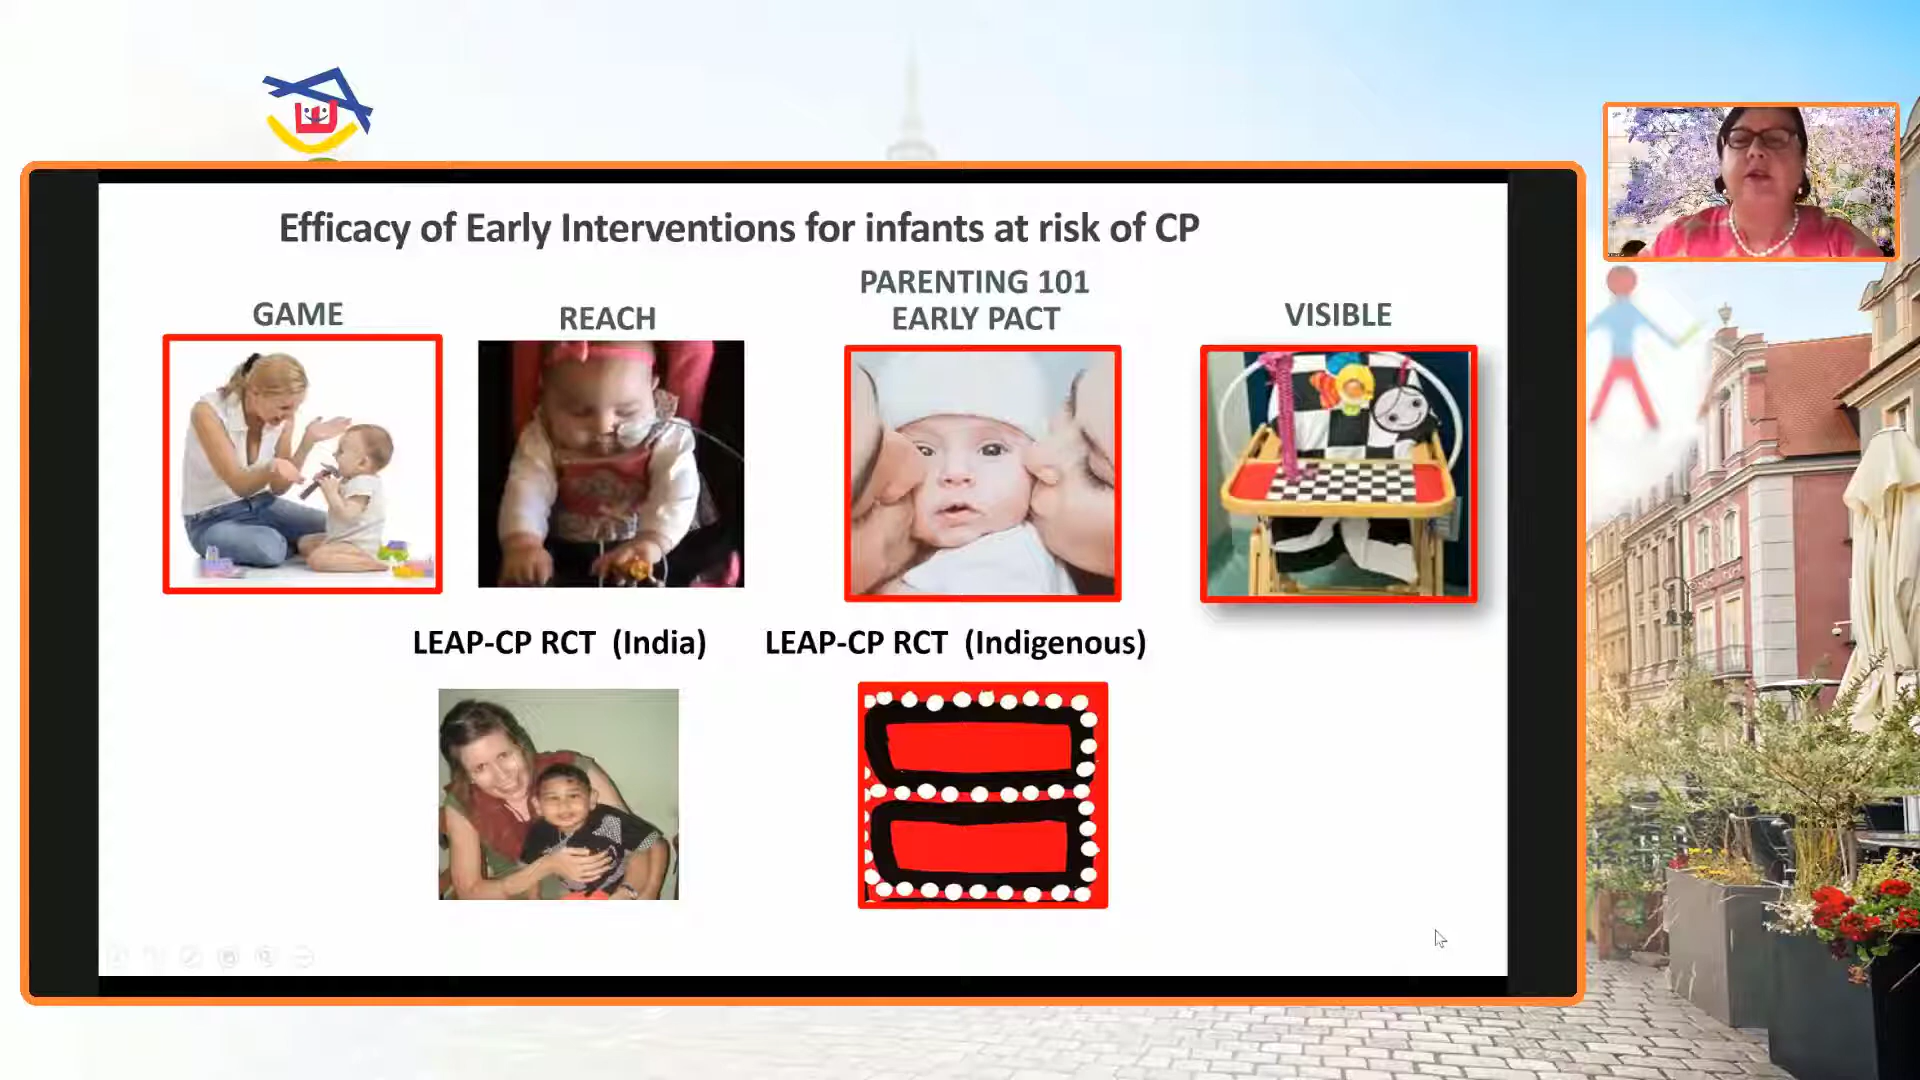 Efficacy of Early Interventions for infants at risk of CP
GAME
REACH
PARENTING 101
EARLY PACT
VISIBLE
LEAP-CP RCT (India)
LEAP-CP RCT (Indigenous)